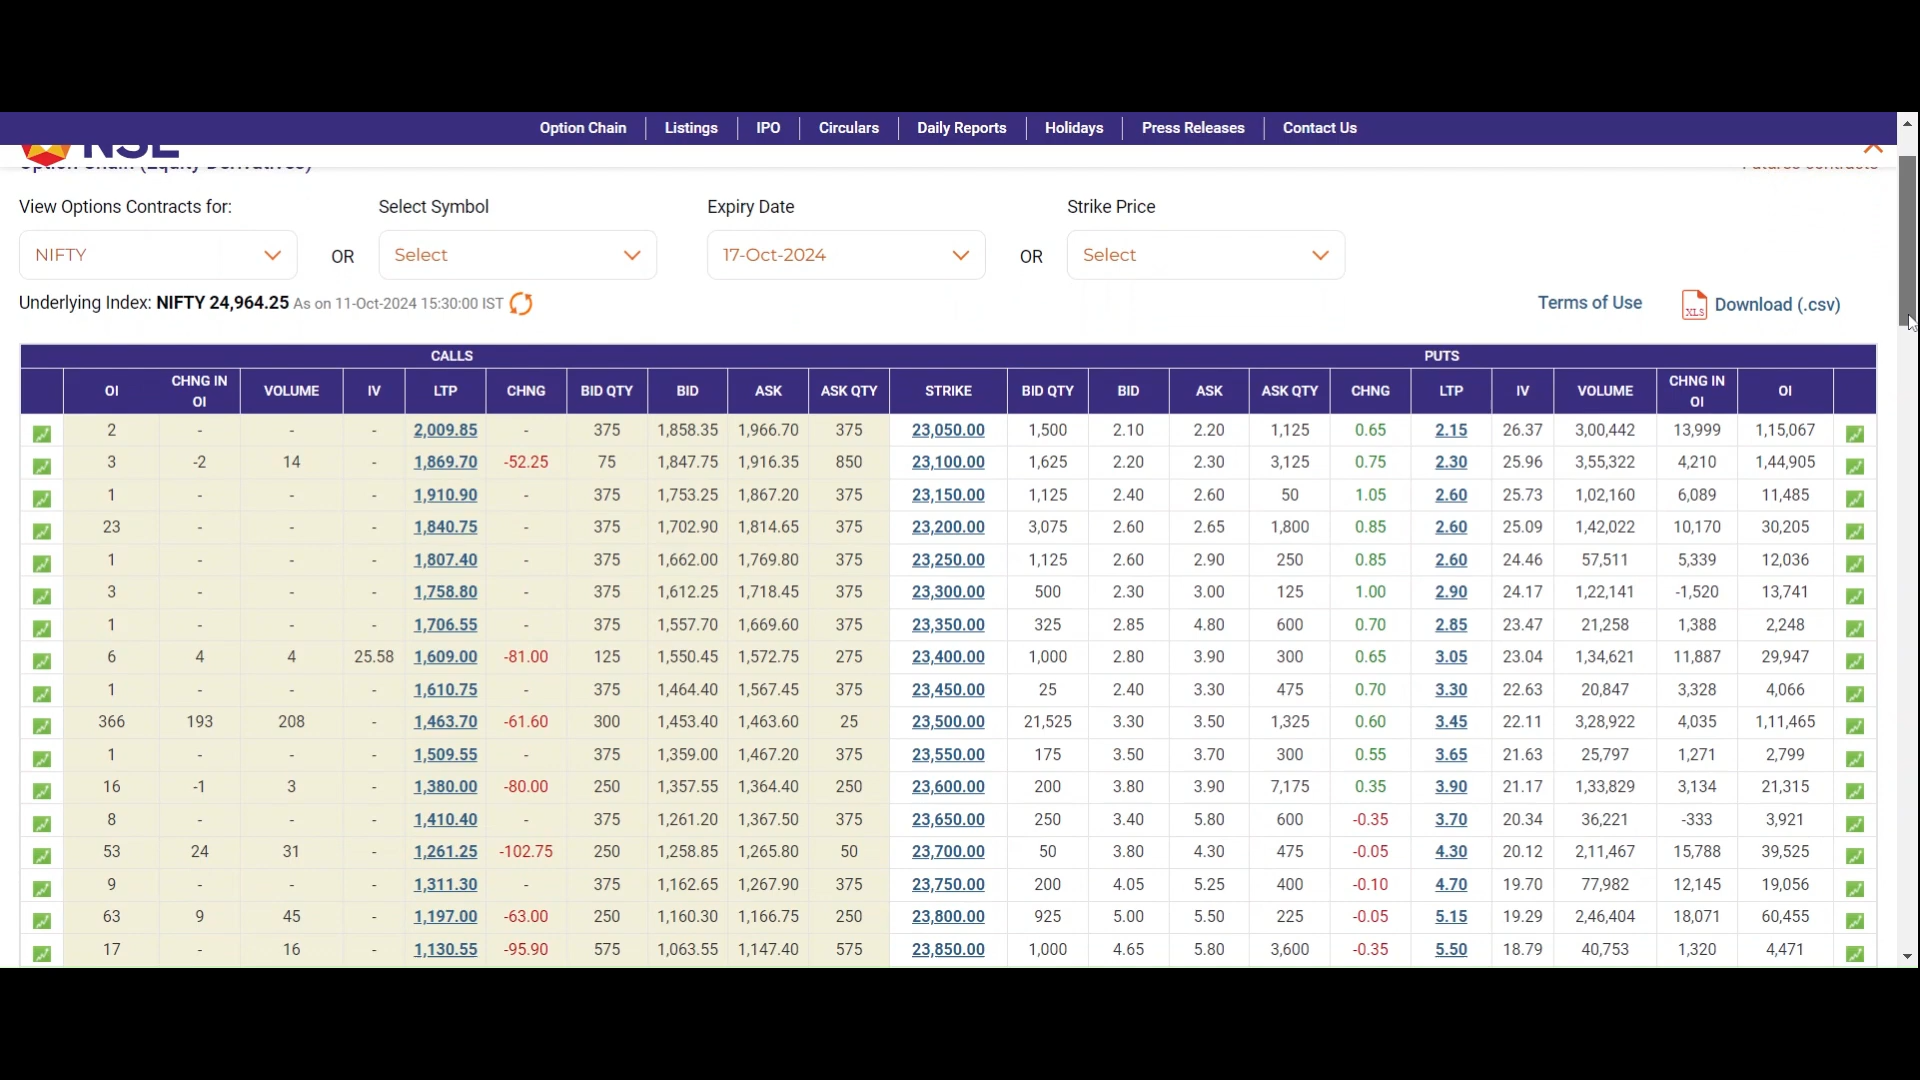 Option Chain | Listings | IPO | Circulars | Daily Reports | Holidays | Press Releases | Contact Us
NSE
Option Chain (Equity Derivatives) Futures contracts
View Options Contracts for: Select Symbol Expiry Date Strike Price
NIFTY OR Select 17-Oct-2024 OR Select
Underlying Index: NIFTY 24,964.25 As on 11-Oct-2024 15:30:00 IST Terms of Use XLS Download (.csv)
CALLS PUTS
OI CHNG IN OI VOLUME IV LTP CHNG BID QTY BID ASK ASK QTY STRIKE BID QTY BID ASK ASK QTY CHNG LTP IV VOLUME CHNG IN OI OI
2 - - - 2,009.85 - 375 1,858.35 1,966.70 375 23,050.00 1,500 2.10 2.20 1,125 0.65 2.15 26.37 3,00,442 13,999 1,15,067
3 -2 14 - 1,869.70 -52.25 75 1,847.75 1,916.35 850 23,100.00 1,625 2.20 2.30 3,125 0.75 2.30 25.96 3,55,322 4,210 1,44,905
1 - - - 1,910.90 - 375 1,753.25 1,867.20 375 23,150.00 1,125 2.40 2.60 50 1.05 2.60 25.73 1,02,160 6,089 11,485
23 - - - 1,840.75 - 375 1,702.90 1,814.65 375 23,200.00 3,075 2.60 2.65 1,800 0.85 2.60 25.09 1,42,022 10,170 30,205
1 - - - 1,807.40 - 375 1,662.00 1,769.80 375 23,250.00 1,125 2.60 2.90 250 0.85 2.60 24.46 57,511 5,339 12,036
3 - - - 1,758.80 - 375 1,612.25 1,718.45 375 23,300.00 500 2.30 3.00 125 1.00 2.90 24.17 1,22,141 -1,520 13,741
1 - - - 1,706.55 - 375 1,557.70 1,669.60 375 23,350.00 325 2.85 4.80 600 0.70 2.85 23.47 21,258 1,388 2,248
6 4 4 25.58 1,609.00 -81.00 125 1,550.45 1,572.75 275 23,400.00 1,000 2.80 3.90 300 0.65 3.05 23.04 1,34,621 11,887 29,947
1 - - - 1,610.75 - 375 1,464.40 1,567.45 375 23,450.00 25 2.40 3.30 475 0.70 3.30 22.63 20,847 3,328 4,066
366 193 208 - 1,463.70 -61.60 300 1,453.40 1,463.60 25 23,500.00 21,525 3.30 3.50 1,325 0.60 3.45 22.11 3,28,922 4,035 1,11,465
1 - - - 1,509.55 - 375 1,359.00 1,467.20 375 23,550.00 175 3.50 3.70 300 0.55 3.65 21.63 25,797 1,271 2,799
16 -1 3 - 1,380.00 -80.00 250 1,357.55 1,364.40 250 23,600.00 200 3.80 3.90 7,175 0.35 3.90 21.17 1,33,829 3,134 21,315
8 - - - 1,410.40 - 375 1,261.20 1,367.50 375 23,650.00 250 3.40 5.80 600 -0.35 3.70 20.34 36,221 -333 3,921
53 24 31 - 1,261.25 -102.75 250 1,258.85 1,265.80 50 23,700.00 50 3.80 4.30 475 -0.05 4.30 20.12 2,11,467 15,788 39,525
9 - - - 1,311.30 - 375 1,162.65 1,267.90 375 23,750.00 200 4.05 5.25 400 -0.10 4.70 19.70 77,982 12,145 19,056
63 9 45 - 1,197.00 -63.00 250 1,160.30 1,166.75 250 23,800.00 925 5.00 5.50 225 -0.05 5.15 19.29 2,46,404 18,071 60,455
17 - 16 - 1,130.55 -95.90 575 1,063.55 1,147.40 575 23,850.00 1,000 4.65 5.80 3,600 -0.35 5.50 18.79 40,753 1,320 4,471